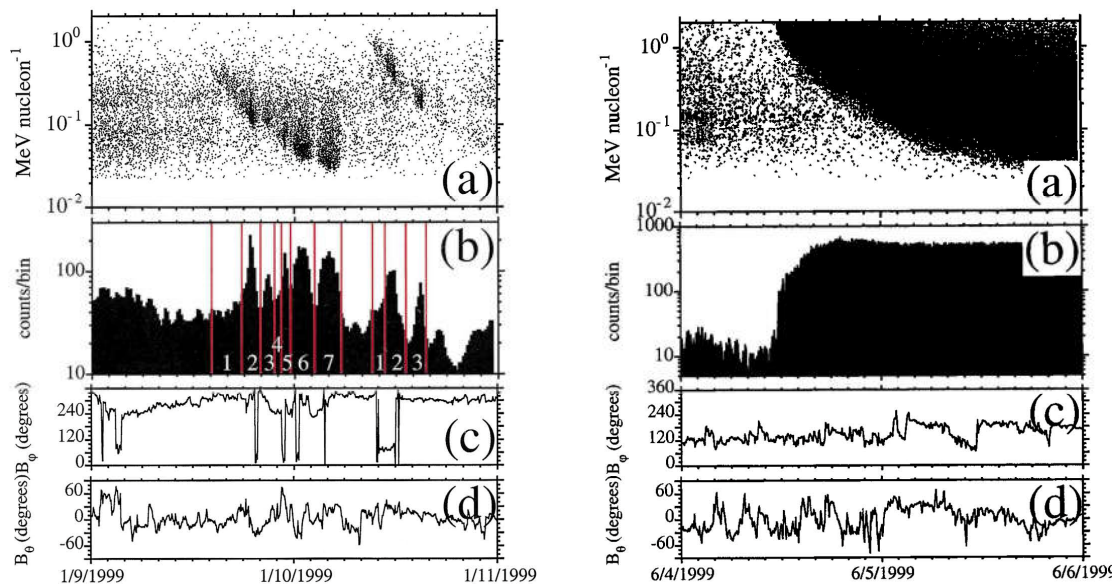 10⁰
10⁻¹
10⁻²
MeV nucleon⁻¹
(a)
100
10
counts/bin
(b)
1 2 3 4 5 6 7 1 2 3
240
120
0
B_φ (degrees)
(c)
60
0
-60
B_θ (degrees)
(d)
1/9/1999 1/10/1999 1/11/1999
10⁰
10⁻¹
10⁻²
MeV nucleon⁻¹
(a)
1000
100
10
counts/bin
(b)
360
240
120
0
B_φ (degrees)
(c)
60
0
-60
B_θ (degrees)
(d)
6/4/1999 6/5/1999 6/6/1999